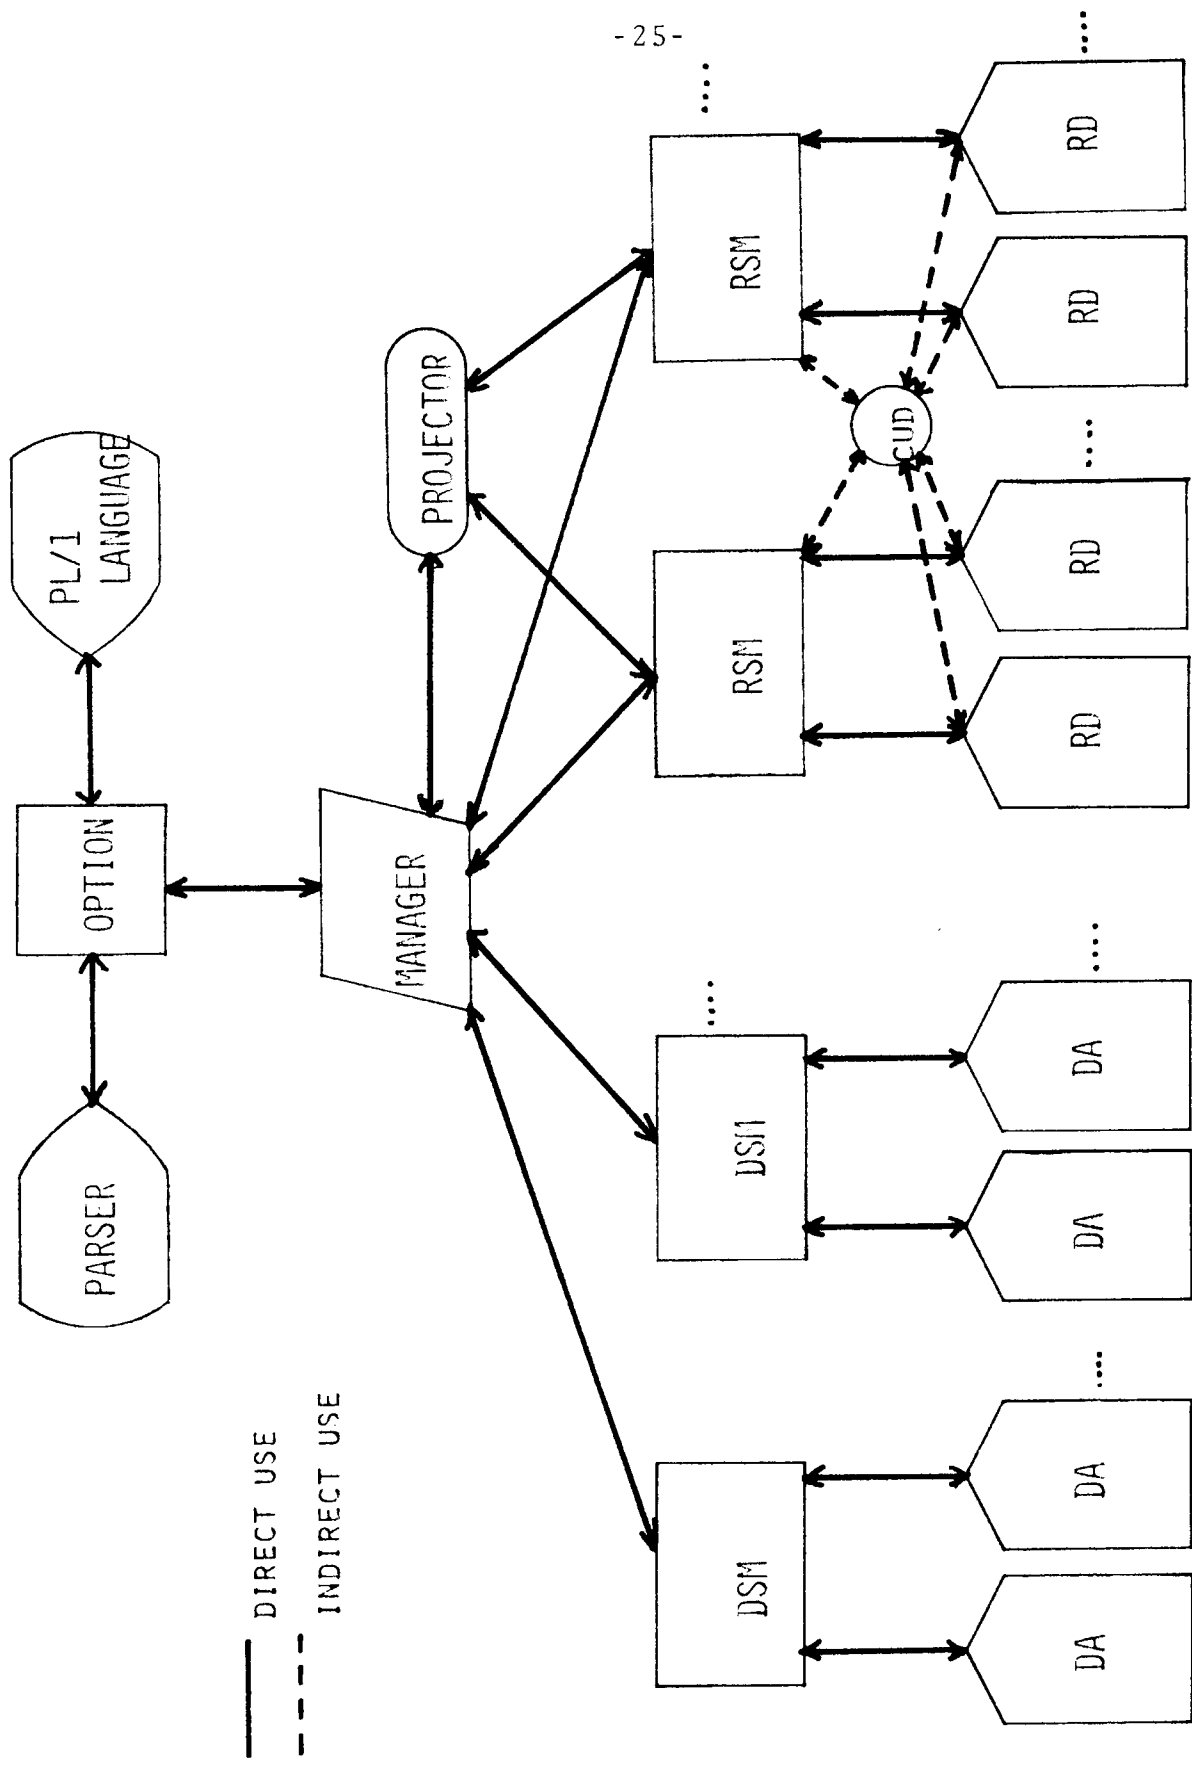 -25-
PARSER
OPTION
PL/1
LANGUAGE
DIRECT USE
INDIRECT USE
MANAGER
PROJECTOR
DSM
DSM
....
RSM
RSM
....
CUD
DA
DA
....
DA
DA
....
RD
RD
....
RD
RD
....